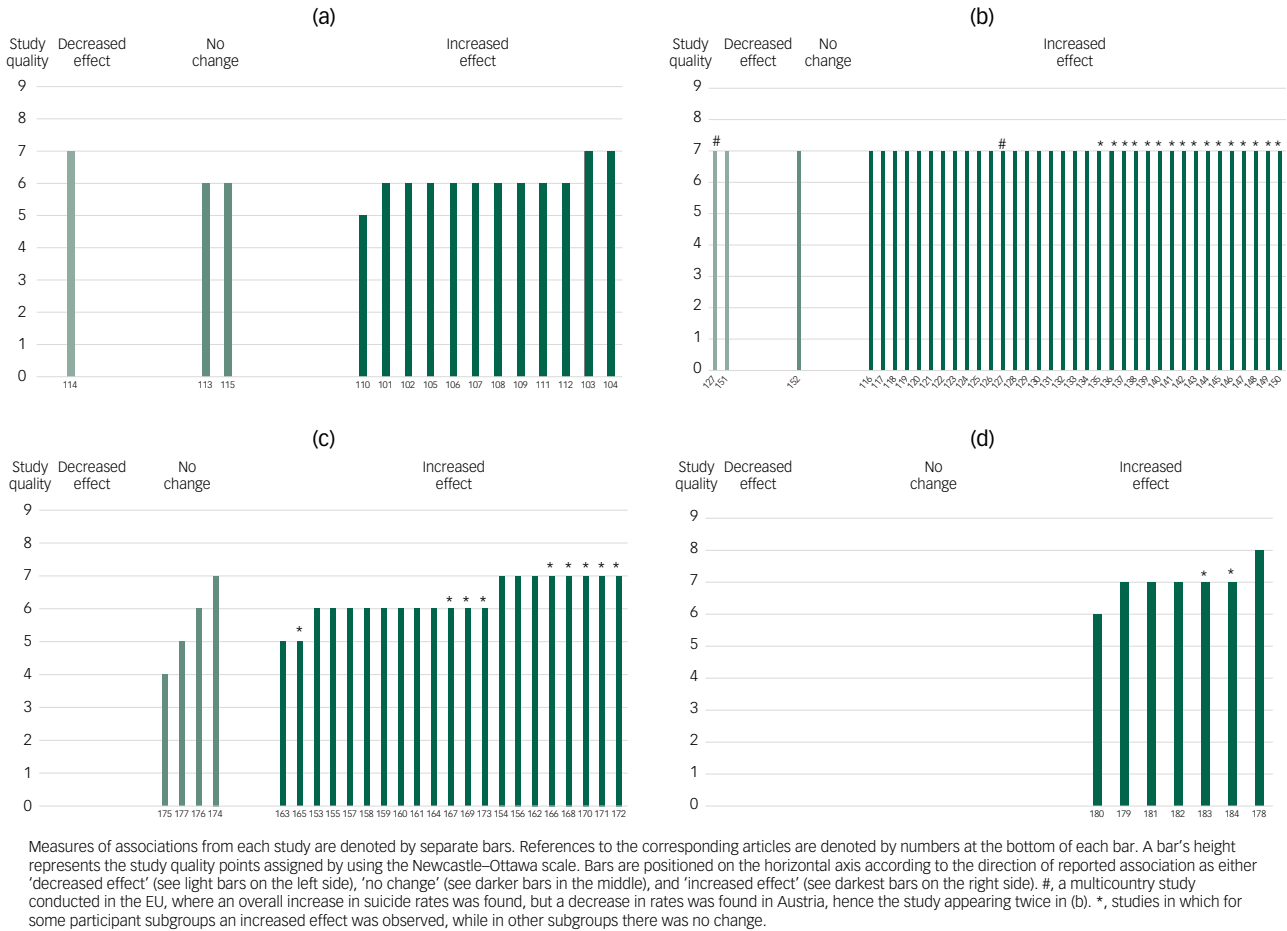 (a)
Study quality
Decreased effect
No change
Increased effect
9
8
7
6
5
4
3
2
1
0
114
113 115
110 101 102 105 106 107 108 109 111 112 103 104
(b)
Study quality
Decreased effect
No change
Increased effect
9
8
7
6
5
4
3
2
1
0
# # * * * * * * * * * * * * * * * *
127 151
152
116 117 118 119 120 121 122 123 124 125 126 127 128 129 130 131 132 133 134 135 136 137 138 139 140 141 142 143 144 145 146 147 148 149 150
(c)
Study quality
Decreased effect
No change
Increased effect
9
8
7
6
5
4
3
2
1
0
* * * * * * * * *
175 177 176 174
163 165 153 155 157 158 159 160 161 164 167 169 173 154 156 162 166 168 170 171 172
(d)
Study quality
Decreased effect
No change
Increased effect
9
8
7
6
5
4
3
2
1
0
* *
180 179 181 182 183 184 178
Measures of associations from each study are denoted by separate bars. References to the corresponding articles are denoted by numbers at the bottom of each bar. A bar's height
represents the study quality points assigned by using the Newcastle–Ottawa scale. Bars are positioned on the horizontal axis according to the direction of reported association as either
'decreased effect' (see light bars on the left side), 'no change' (see darker bars in the middle), and 'increased effect' (see darkest bars on the right side). #, a multicountry study
conducted in the EU, where an overall increase in suicide rates was found, but a decrease in rates was found in Austria, hence the study appearing twice in (b). *, studies in which for
some participant subgroups an increased effect was observed, while in other subgroups there was no change.